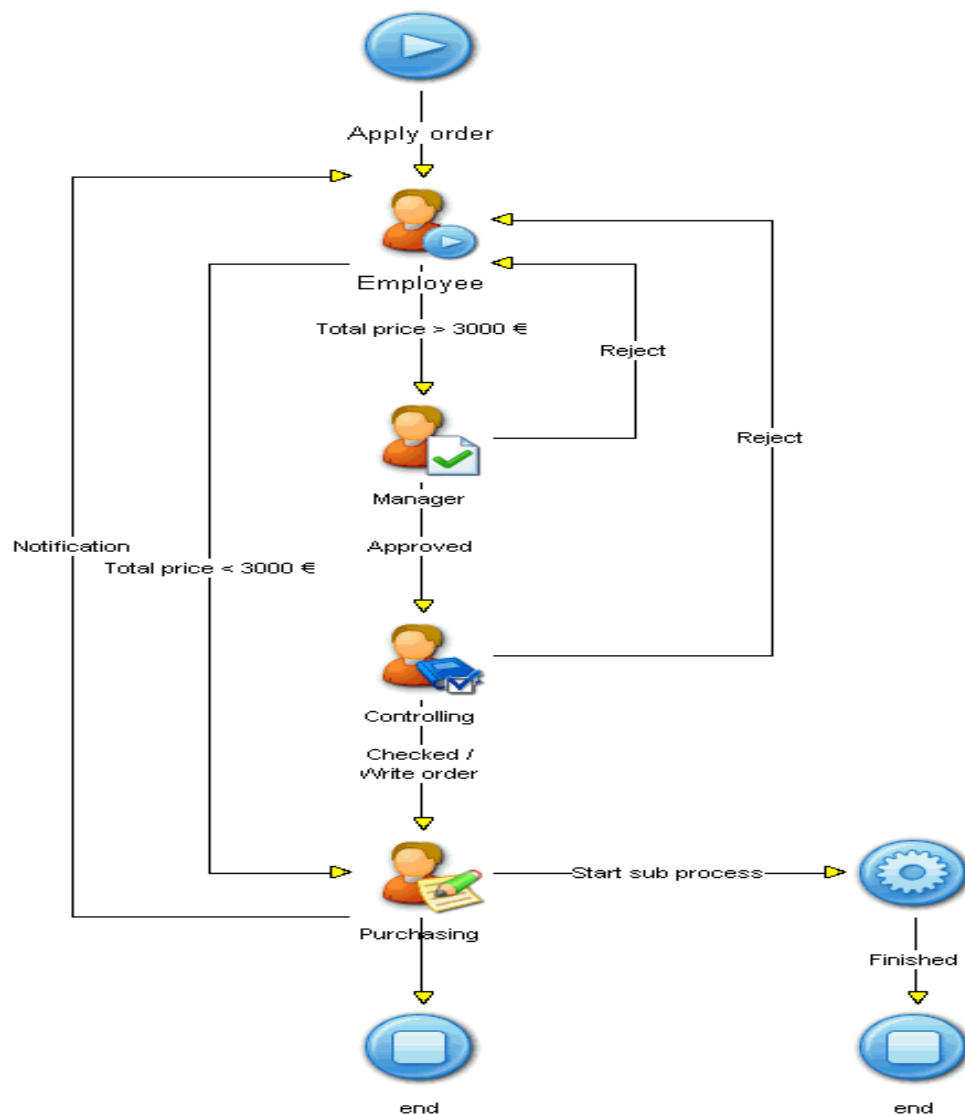 Apply order
Employee
Total price > 3000 €
Reject
Reject
Manager
Notification
Approved
Total price < 3000 €
Controlling
Checked /
Write order
Start sub process
Purchasing
Finished
end
end